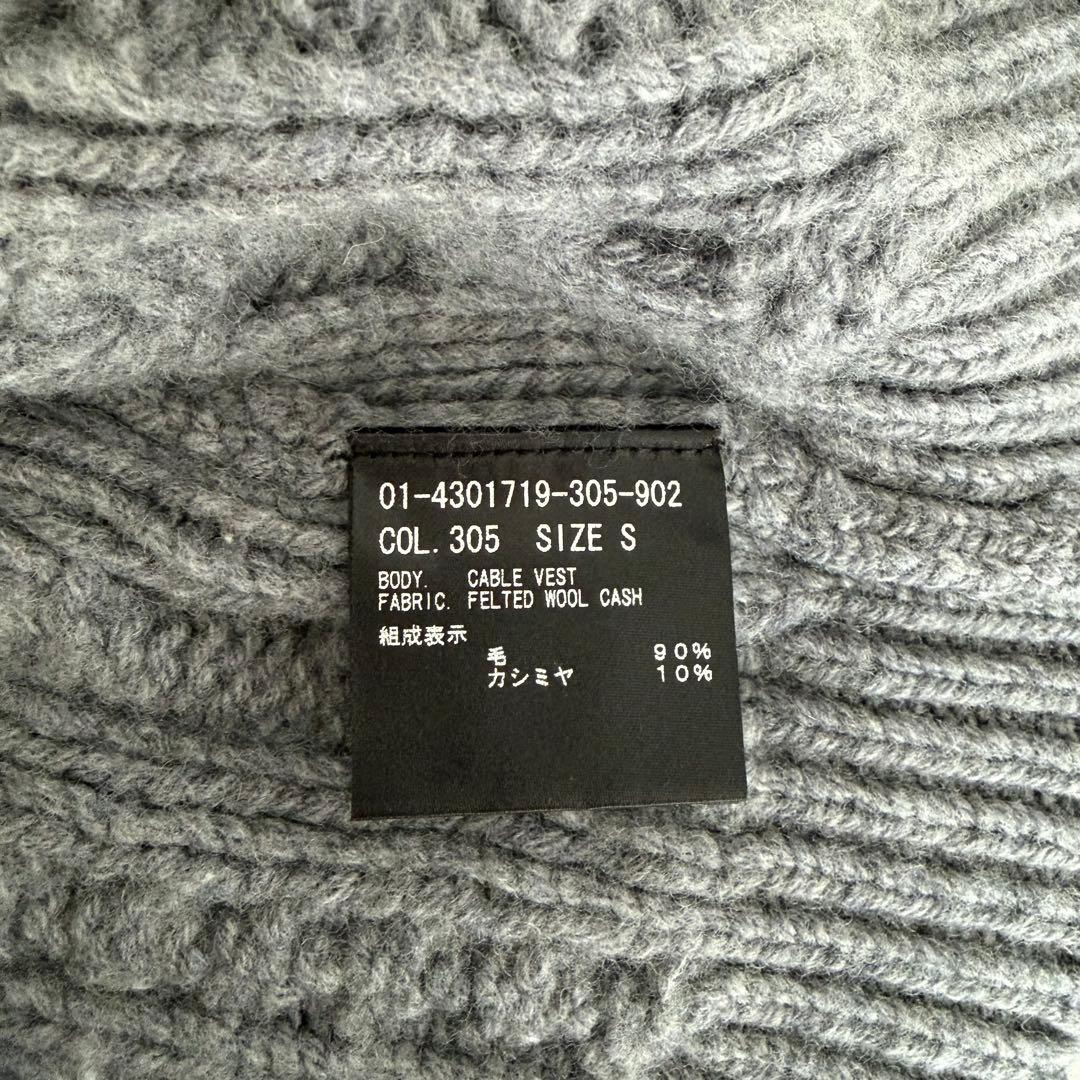 01-4301719-305-902
COL. 305 SIZE S
BODY. CABLE VEST
FABRIC. FELTED WOOL CASH
組成表示
毛 90%
カシミヤ 10%